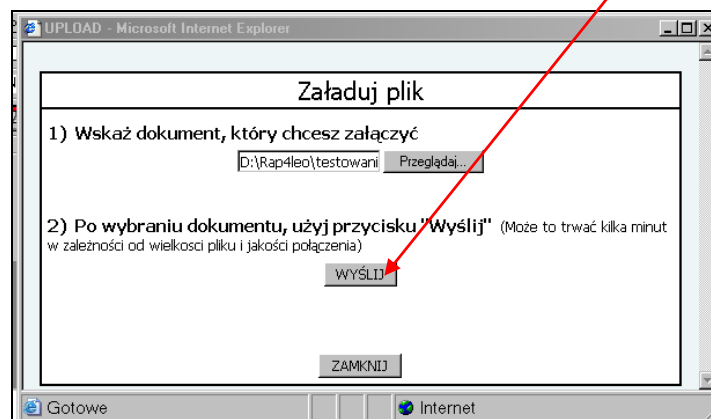 UPLOAD - Microsoft Internet Explorer
Załaduj plik
1) Wskaż dokument, który chcesz załączyć
D:\Rap4leo\testowani Przeglądaj...
2) Po wybraniu dokumentu, użyj przycisku "Wyślij" (Może to trwać kilka minut
w zależności od wielkosci pliku i jakości połączenia)
WYŚLIJ
ZAMKNIJ
Gotowe Internet